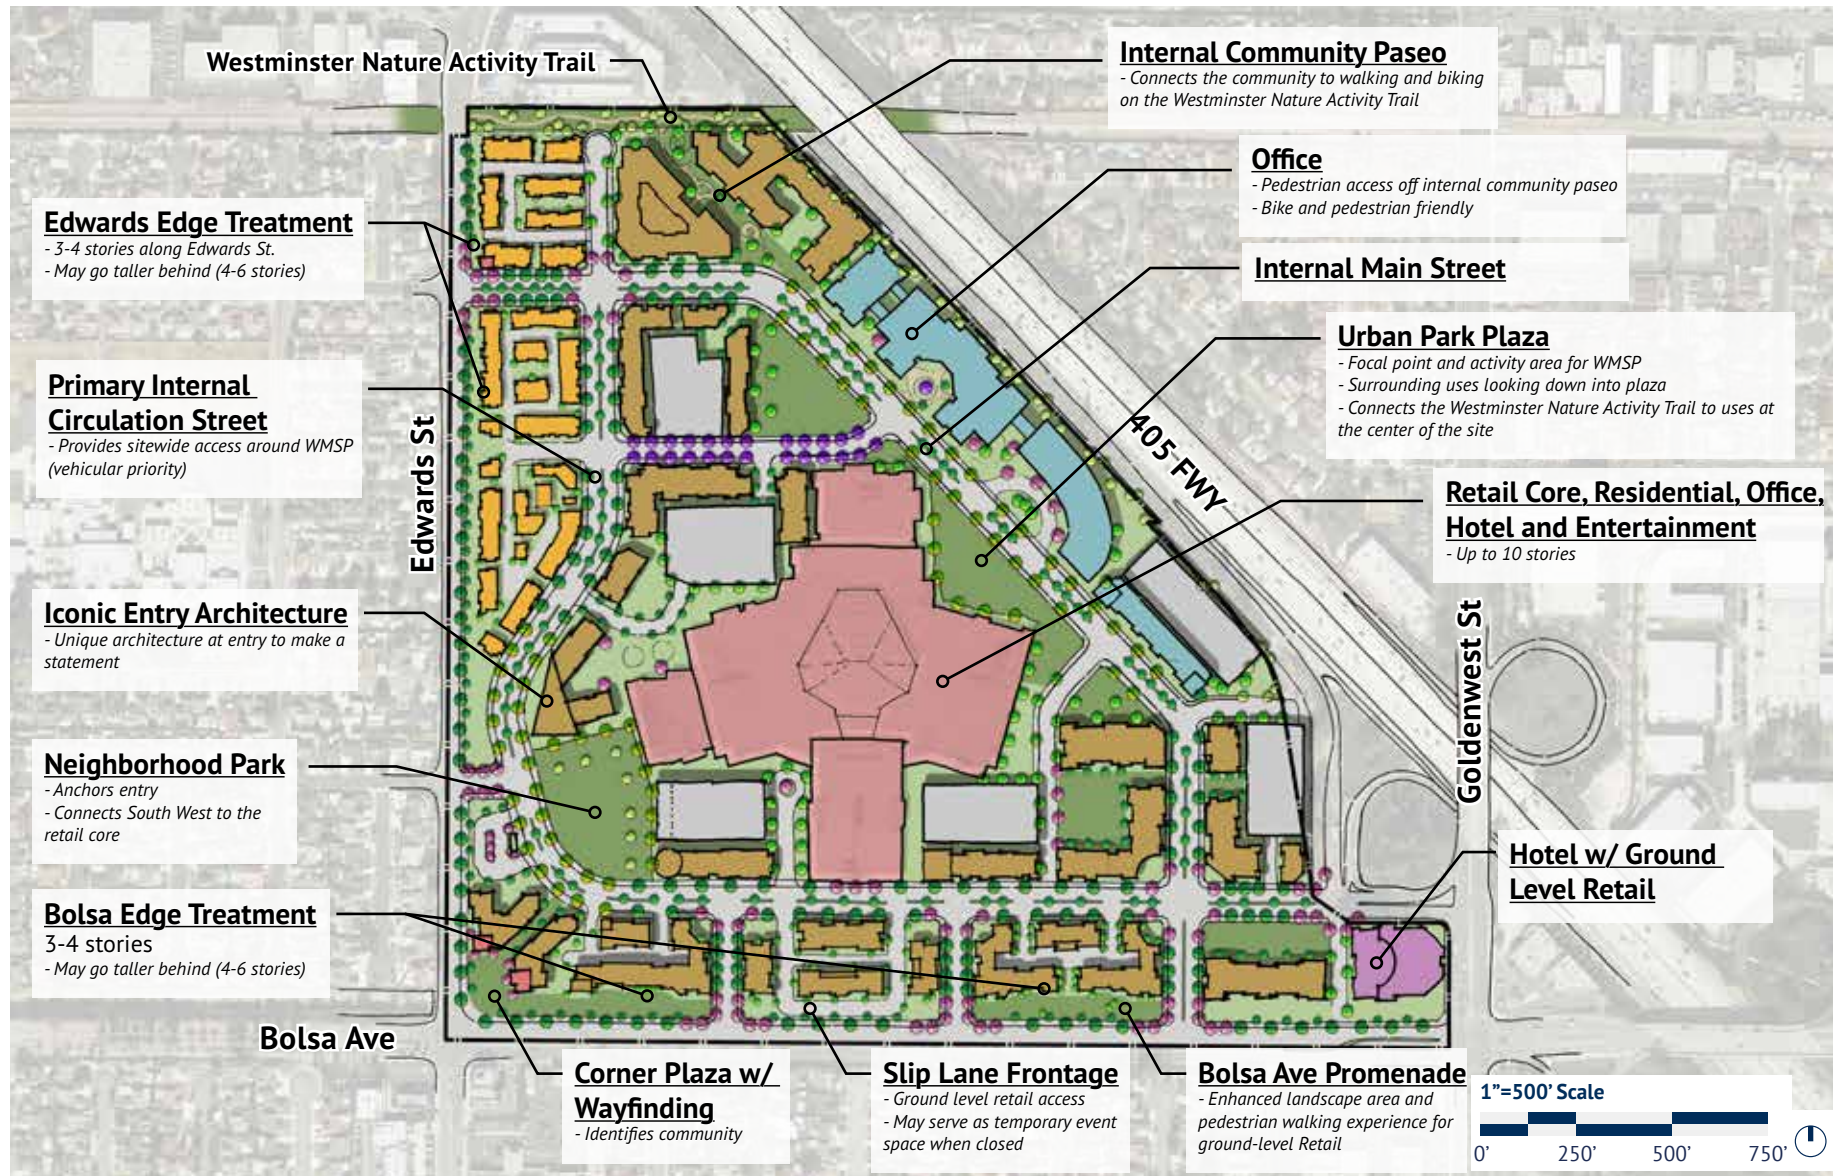 Westminster Nature Activity Trail
Internal Community Paseo
- Connects the community to walking and biking
on the Westminster Nature Activity Trail
Office
- Pedestrian access off internal community paseo
- Bike and pedestrian friendly
Internal Main Street
Urban Park Plaza
- Focal point and activity area for WMSP
- Surrounding uses looking down into plaza
- Connects the Westminster Nature Activity Trail to uses at
the center of the site
Retail Core, Residential, Office,
Hotel and Entertainment
- Up to 10 stories
Edwards Edge Treatment
- 3-4 stories along Edwards St.
- May go taller behind (4-6 stories)
Primary Internal
Circulation Street
- Provides sitewide access around WMSP
(vehicular priority)
Edwards St
405 FWY
Goldenwest St
Iconic Entry Architecture
- Unique architecture at entry to make a
statement
Neighborhood Park
- Anchors entry
- Connects South West to the
retail core
Bolsa Edge Treatment
3-4 stories
- May go taller behind (4-6 stories)
Hotel w/ Ground
Level Retail
Bolsa Ave
Corner Plaza w/
Wayfinding
- Identifies community
Slip Lane Frontage
- Ground level retail access
- May serve as temporary event
space when closed
Bolsa Ave Promenade
- Enhanced landscape area and
pedestrian walking experience for
ground-level Retail
1"=500' Scale
0' 250' 500' 750'